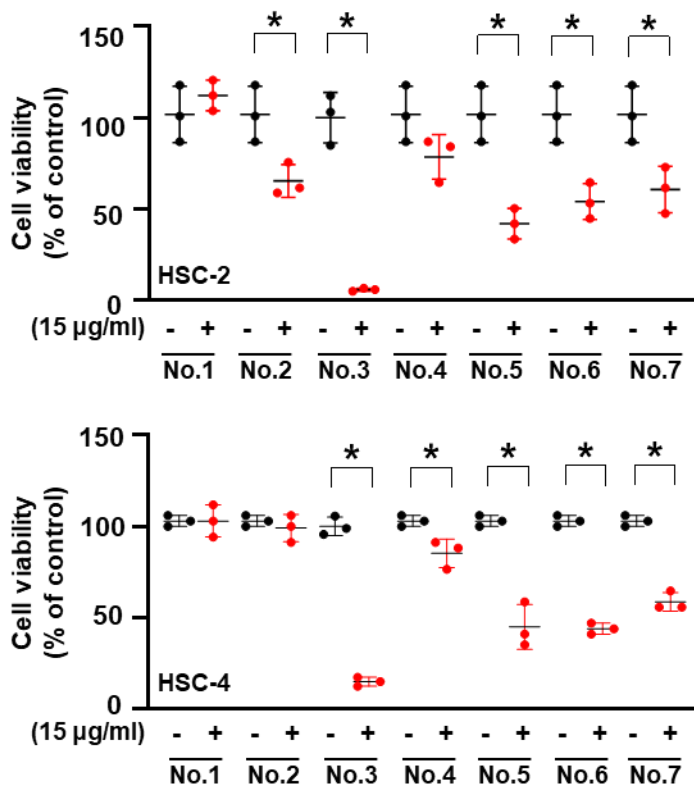 * * * * *
150
100
50
0
Cell viability
(% of control)
HSC-2
(15 µg/ml) - + - + - + - + - + - + - +
No.1 No.2 No.3 No.4 No.5 No.6 No.7
* * * * *
150
100
50
0
Cell viability
(% of control)
HSC-4
(15 µg/ml) - + - + - + - + - + - + - +
No.1 No.2 No.3 No.4 No.5 No.6 No.7